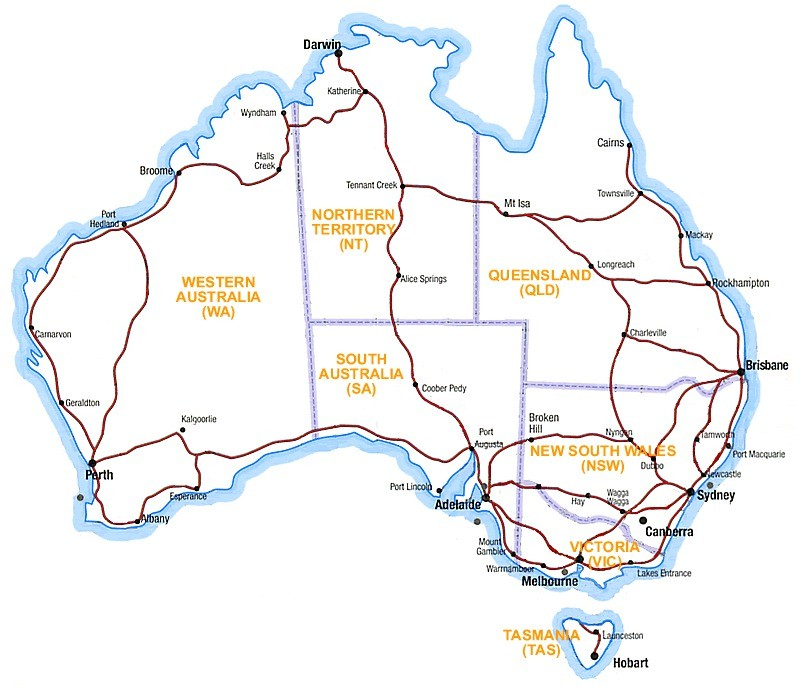 Darwin
Katherine
Wyndham
Halls
Creek
Broome
Port
Hedland
Cairns
Townsville
Tennant Creek
Mt Isa
NORTHERN
TERRITORY
(NT)
Mackay
Longreach
QUEENSLAND
(QLD)
Alice Springs
Rockhampton
WESTERN
AUSTRALIA
(WA)
Carnarvon
Charleville
SOUTH
AUSTRALIA
(SA)
Brisbane
Coober Pedy
Geraldton
Kalgoorlie
Broken
Hill
Port
Augusta
Nyngen
Tamworth
NEW SOUTH WALES
(NSW)
Port Macquarie
Dubbo
Perth
Newcastle
Esperance
Port Lincoln
Adelaide
Hay
Wagga
Wagga
Sydney
Albany
Canberra
Mount
Gambier
VICTORIA
(VIC)
Warrnambool
Melbourne
Lakes Entrance
TASMANIA
(TAS)
Launceston
Hobart